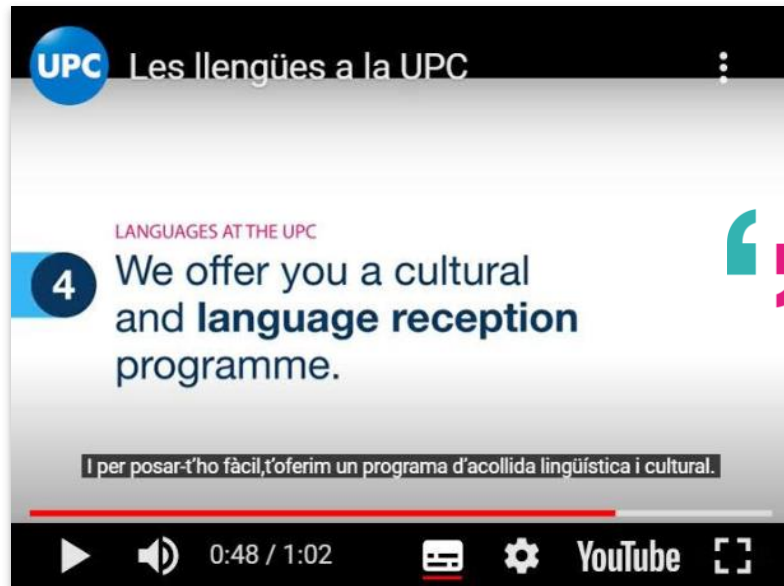 UPC Les llengües a la UPC
LANGUAGES AT THE UPC
4
We offer you a cultural
and language reception
programme.
I per posar-t’ho fàcil,t’oferim un programa d’acollida lingüística i cultural.
0:48 / 1:02 YouTube